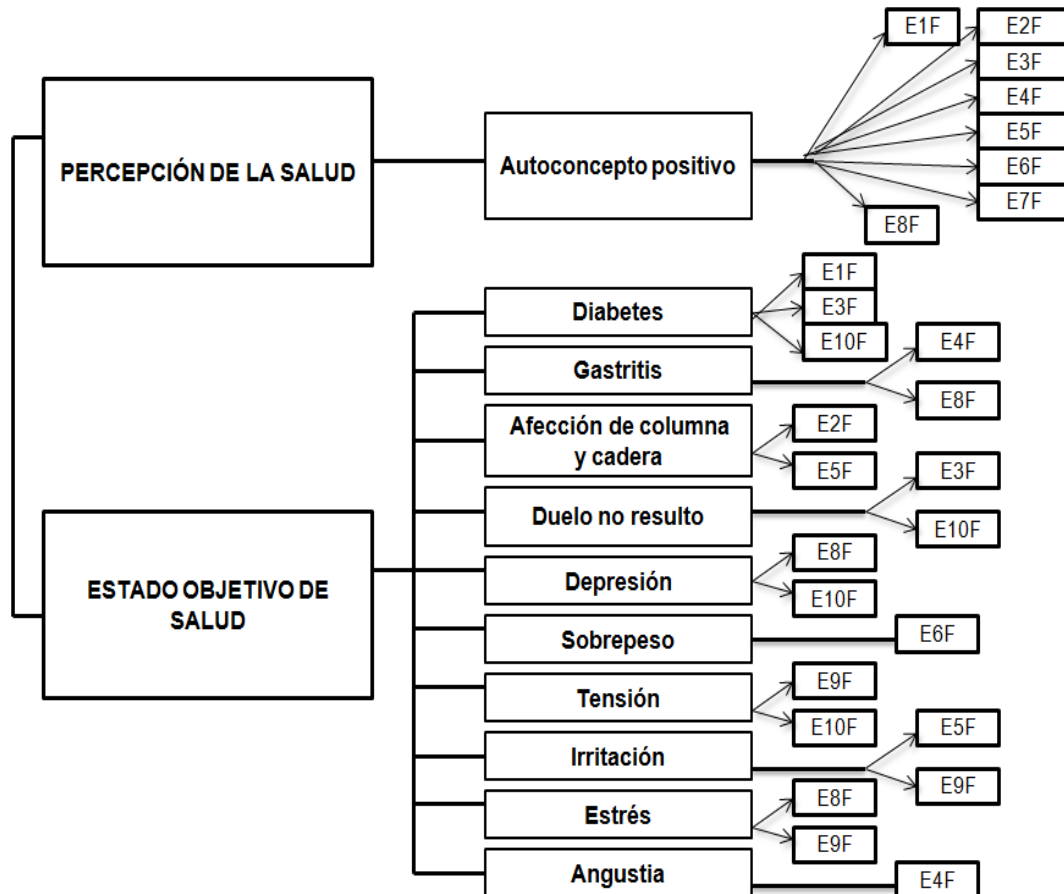 PERCEPCIÓN DE LA SALUD
Autoconcepto positivo
E1F
E2F
E3F
E4F
E5F
E6F
E7F
E8F
ESTADO OBJETIVO DE
SALUD
Diabetes
E1F
E3F
E10F
Gastritis
E4F
E8F
Afección de columna
y cadera
E2F
E5F
Duelo no resulto
E3F
E10F
Depresión
E8F
E10F
Sobrepeso
E6F
Tensión
E9F
E10F
Irritación
E5F
E9F
Estrés
E8F
E9F
Angustia
E4F